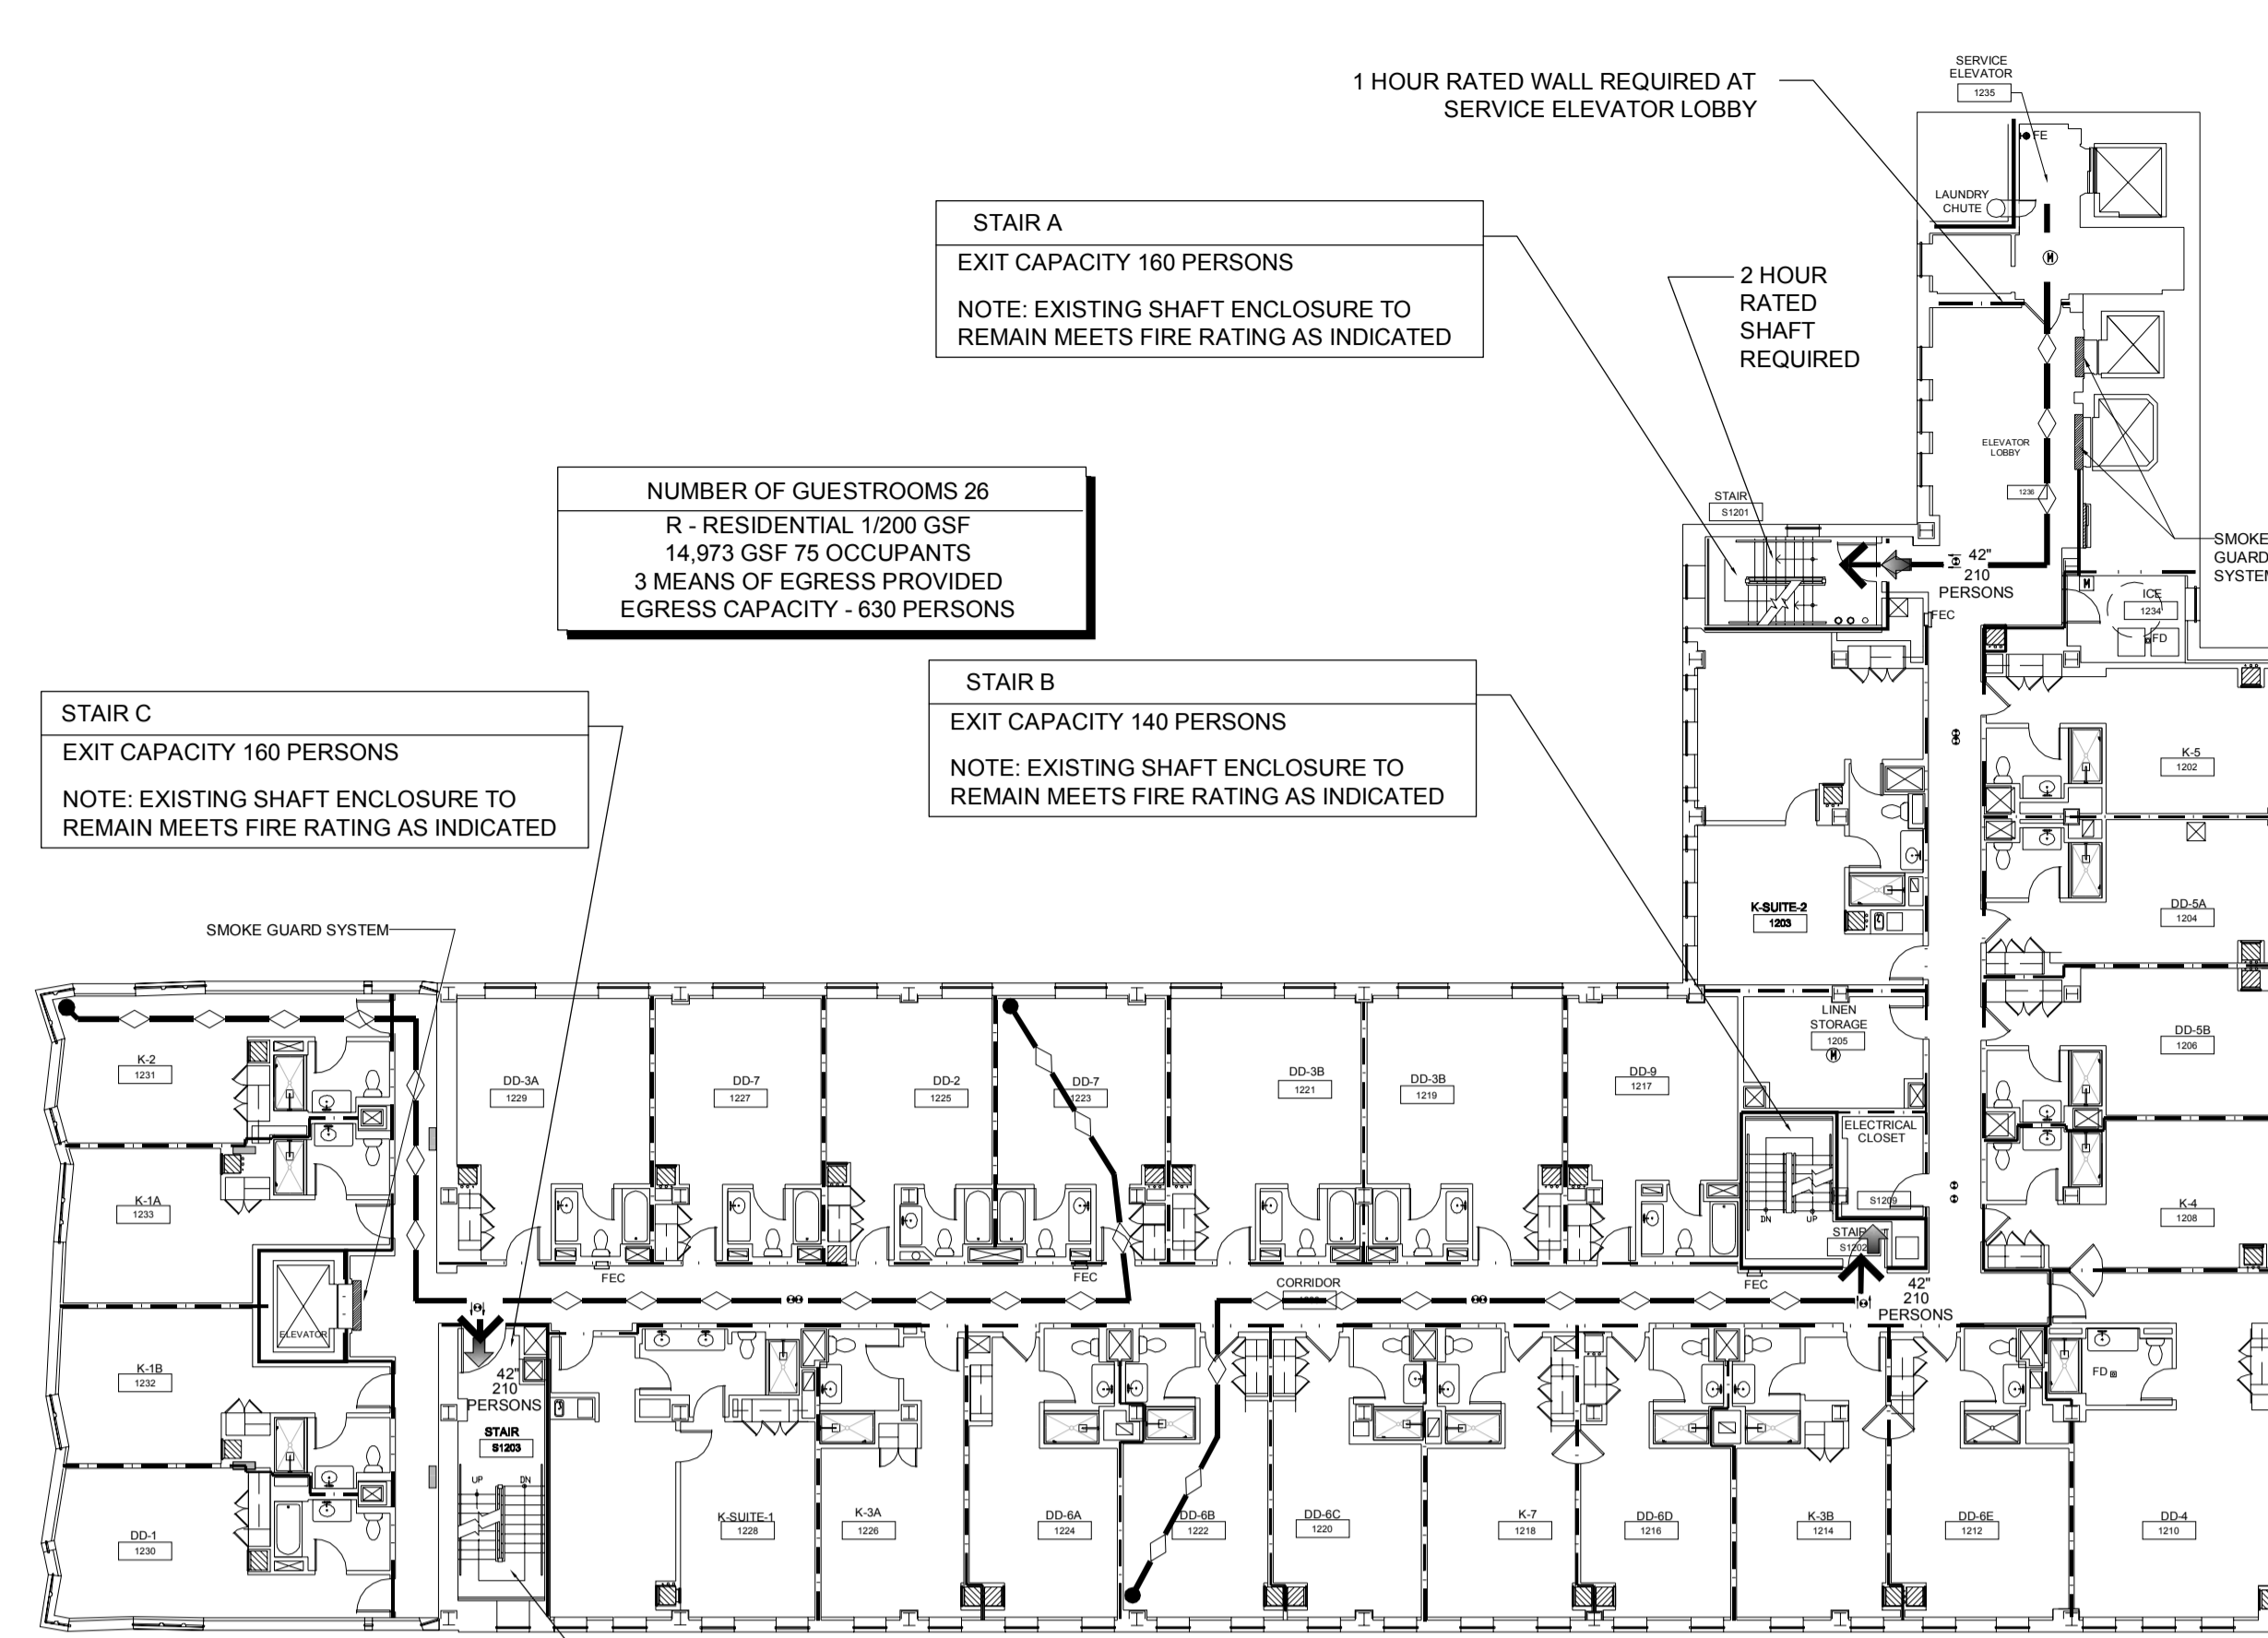 SERVICE
ELEVATOR
1235
1 HOUR RATED WALL REQUIRED AT
SERVICE ELEVATOR LOBBY
FE
LAUNDRY
CHUTE
STAIR A
EXIT CAPACITY 160 PERSONS
NOTE: EXISTING SHAFT ENCLOSURE TO
REMAIN MEETS FIRE RATING AS INDICATED
2 HOUR
RATED
SHAFT
REQUIRED
M
ELEVATOR
LOBBY
1236
NUMBER OF GUESTROOMS 26
R - RESIDENTIAL 1/200 GSF
14,973 GSF 75 OCCUPANTS
3 MEANS OF EGRESS PROVIDED
EGRESS CAPACITY - 630 PERSONS
STAIR
S1201
SMOKE
GUARD
SYSTEM
42"
210
PERSONS
M
ICE
1234
FD
FEC
STAIR B
EXIT CAPACITY 140 PERSONS
NOTE: EXISTING SHAFT ENCLOSURE TO
REMAIN MEETS FIRE RATING AS INDICATED
STAIR C
EXIT CAPACITY 160 PERSONS
NOTE: EXISTING SHAFT ENCLOSURE TO
REMAIN MEETS FIRE RATING AS INDICATED
K-5
1202
K-SUITE-2
1203
DD-5A
1204
SMOKE GUARD SYSTEM
LINEN
STORAGE
1205
M
DD-5B
1206
K-2
1231
DD-3A
1229
DD-7
1227
DD-2
1225
DD-7
1223
DD-3B
1221
DD-3B
1219
DD-9
1217
ELECTRICAL
CLOSET
S1209
K-1A
1233
K-4
1208
DN
UP
STAIR
S1202
FEC
FEC
CORRIDOR
FEC
42"
210
PERSONS
ELEVATOR
K-1B
1232
42"
210
PERSONS
STAIR
S1203
FD
UP
DN
DD-1
1230
K-SUITE-1
1228
K-3A
1226
DD-6A
1224
DD-6B
1222
DD-6C
1220
K-7
1218
DD-6D
1216
K-3B
1214
DD-6E
1212
DD-4
1210